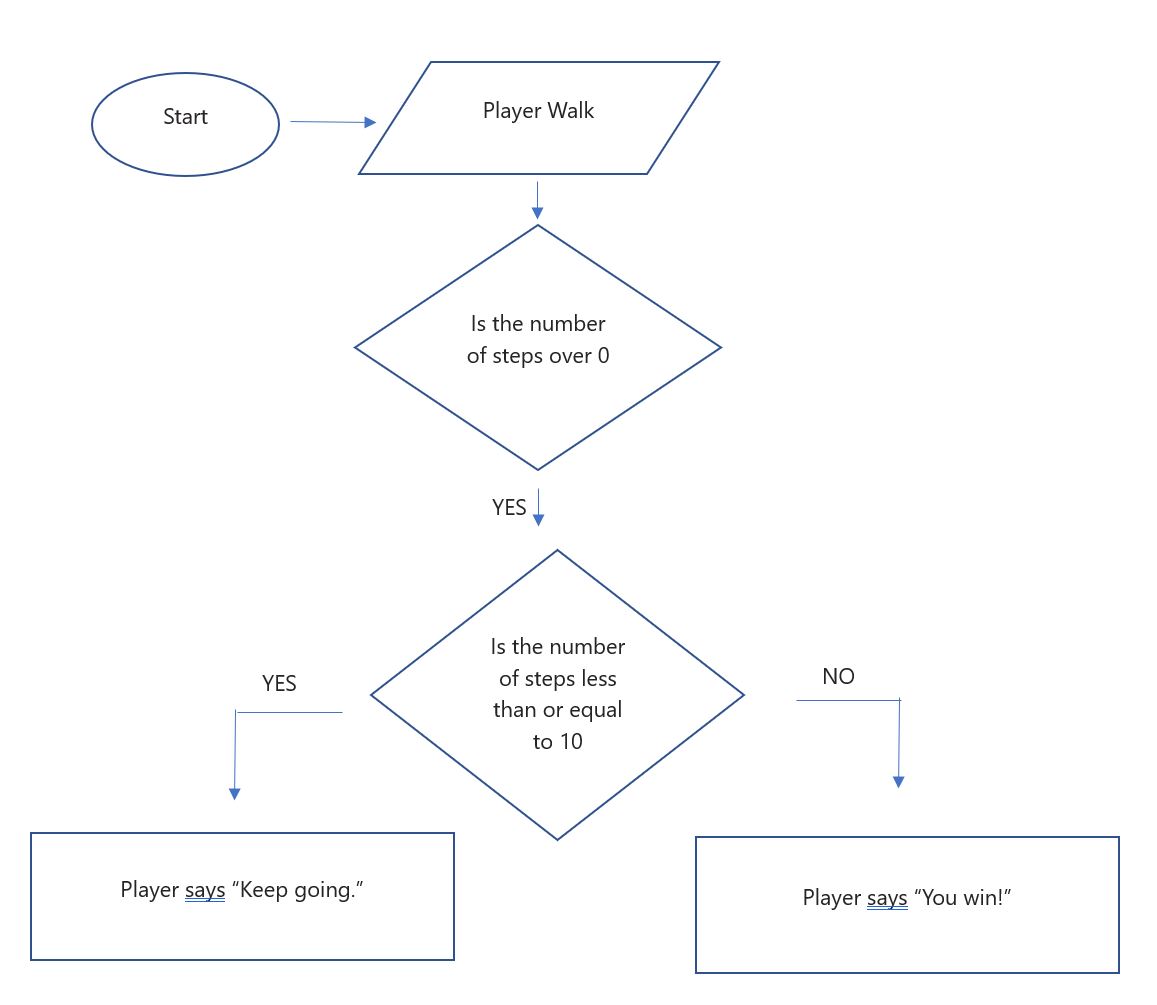 Start
Player Walk
Is the number
of steps over 0
YES
Is the number
of steps less
than or equal
to 10
YES
NO
Player says “Keep going.”
Player says “You win!”